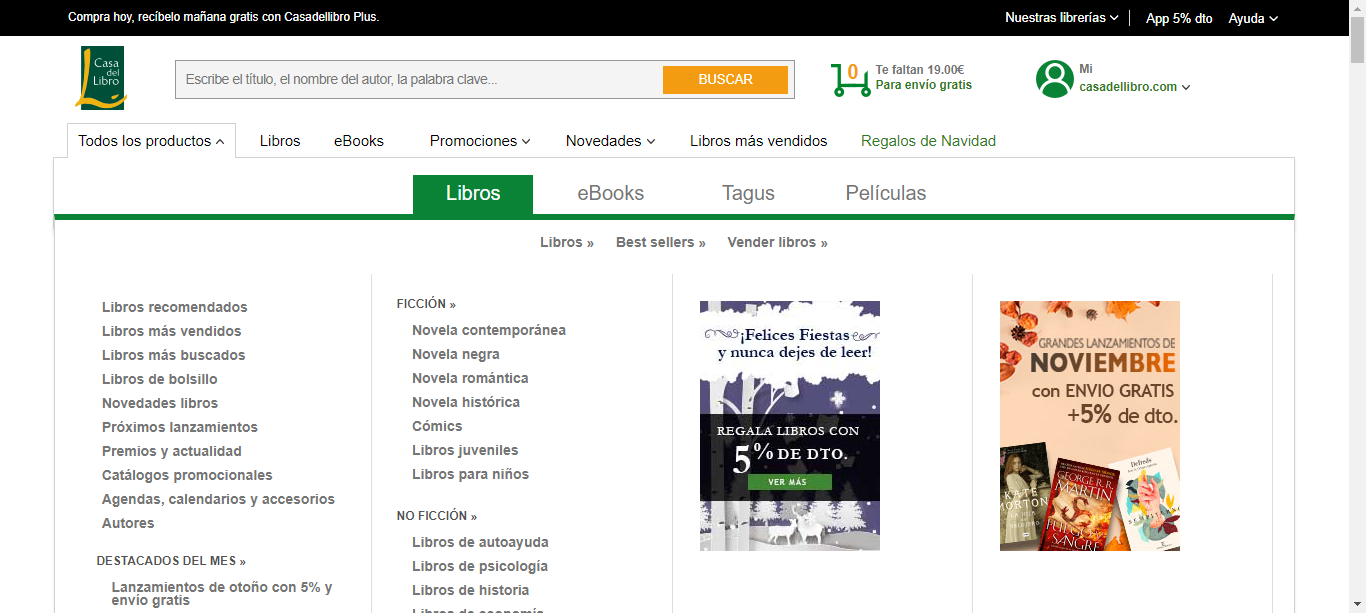 Compra hoy, recíbelo mañana gratis con Casadellibro Plus.
Nuestras librerías
App 5% dto
Ayuda
Casa
del
Libro
Escribe el título, el nombre del autor, la palabra clave...
BUSCAR
0
Te faltan 19.00€
Para envío gratis
Mi
casadellibro.com
Todos los productos
Libros
eBooks
Promociones
Novedades
Libros más vendidos
Regalos de Navidad
Libros
eBooks
Tagus
Películas
Libros »
Best sellers »
Vender libros »
Libros recomendados
Libros más vendidos
Libros más buscados
Libros de bolsillo
Novedades libros
Próximos lanzamientos
Premios y actualidad
Catálogos promocionales
Agendas, calendarios y accesorios
Autores
DESTACADOS DEL MES »
Lanzamientos de otoño con 5% y
envío gratis
FICCIÓN »
Novela contemporánea
Novela negra
Novela romántica
Novela histórica
Cómics
Libros juveniles
Libros para niños
NO FICCIÓN »
Libros de autoayuda
Libros de psicología
Libros de historia
Libros de economía
¡Felices Fiestas
y nunca dejes de leer!
REGALA LIBROS CON
5% DE DTO.
VER MÁS
GRANDES LANZAMIENTOS DE
NOVIEMBRE
con ENVIO GRATIS
+5% de dto.
KATE
MORTON
GEORGE R. R.
MARTIN
FUEGO
SANGRE
Defreds